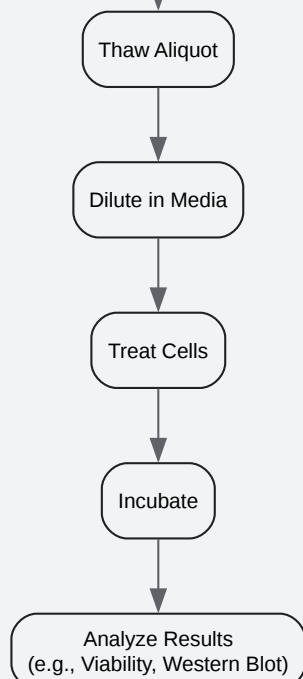 Thaw Aliquot
Dilute in Media
Treat Cells
Incubate
Analyze Results
(e.g., Viability, Western Blot)